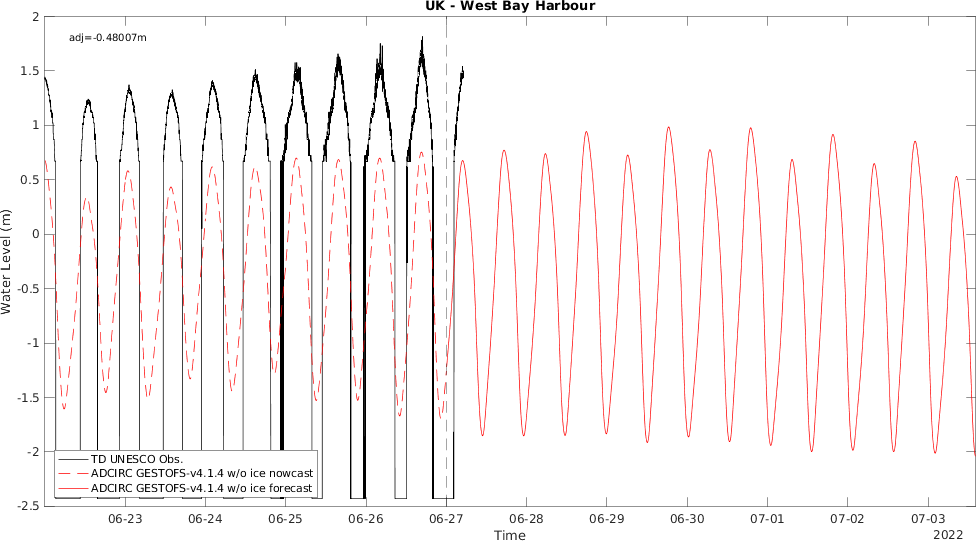 UK - West Bay Harbour
adj=-0.48007m
Water Level (m)
2
1.5
1
0.5
0
-0.5
-1
-1.5
-2
-2.5
TD UNESCO Obs.
ADCIRC GESTOFS-v4.1.4 w/o ice nowcast
ADCIRC GESTOFS-v4.1.4 w/o ice forecast
06-23 06-24 06-25 06-26 06-27 06-28 06-29 06-30 07-01 07-02 07-03
Time
2022